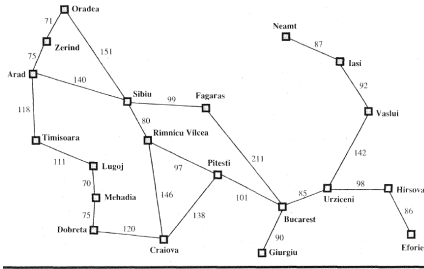 Oradea
71
Neamt
Zerind
87
151
75
Iasi
Arad
140
92
Sibiu
99
Fagaras
118
80
Vaslui
Rimnicu Vilcea
Timisoara
142
111
Pitesti
211
Lugoj
97
70
98
Hirsova
146
101
85
Mehadia
138
Urziceni
86
75
Bucarest
120
90
Dobreta
Craiova
Eforie
Giurgiu